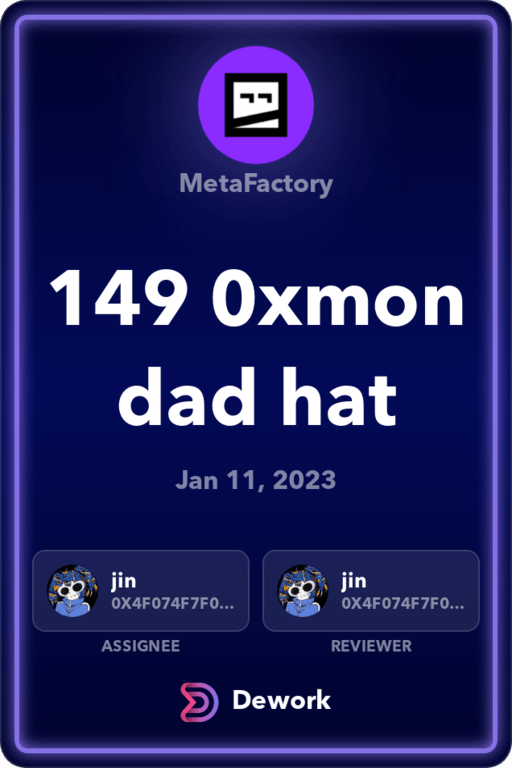 MetaFactory
149 0xmon
dad hat
Jan 11, 2023
jin
0X4F074F7F0...
ASSIGNEE
jin
0X4F074F7F0...
REVIEWER
Dework